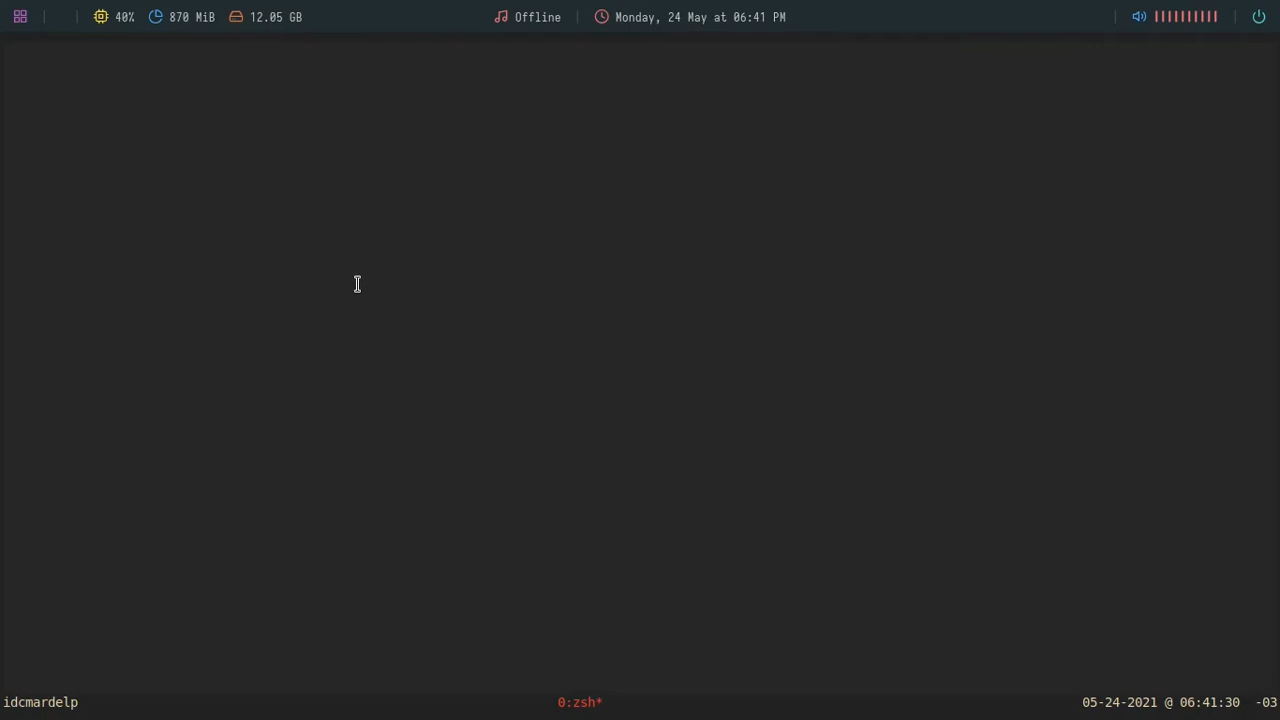 40% 870 MiB 12.05 GB Offline Monday, 24 May at 06:41 PM
idcmardelp 0:zsh* 05-24-2021 @ 06:41:30 -03